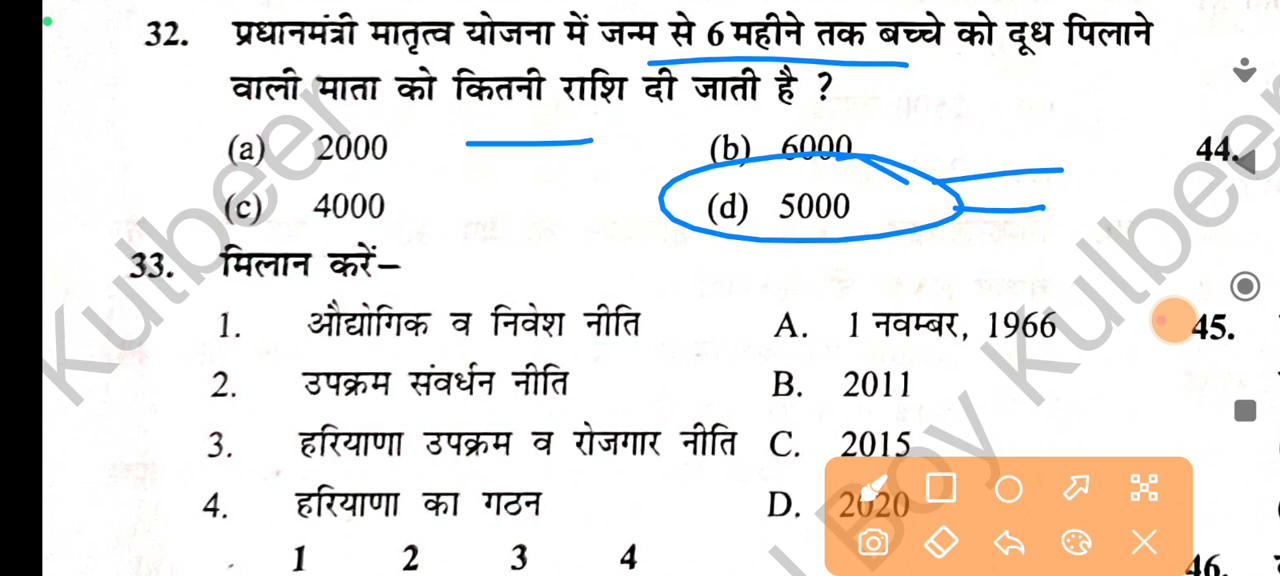 32. प्रधानमंत्री मातृत्व योजना में जन्म से 6 महीने तक बच्चे को दूध पिलाने
वाली माता को कितनी राशि दी जाती है ?
(a) 2000 (b) 6000
(c) 4000 (d) 5000
33. मिलान करें–
1. औद्योगिक व निवेश नीति A. 1 नवम्बर, 1966
2. उपक्रम संवर्धन नीति B. 2011
3. हरियाणा उपक्रम व रोजगार नीति C. 2015
4. हरियाणा का गठन D. 2020
1 2 3 4
44.
45.
46.
Kulbeer
Boy Kulbeer